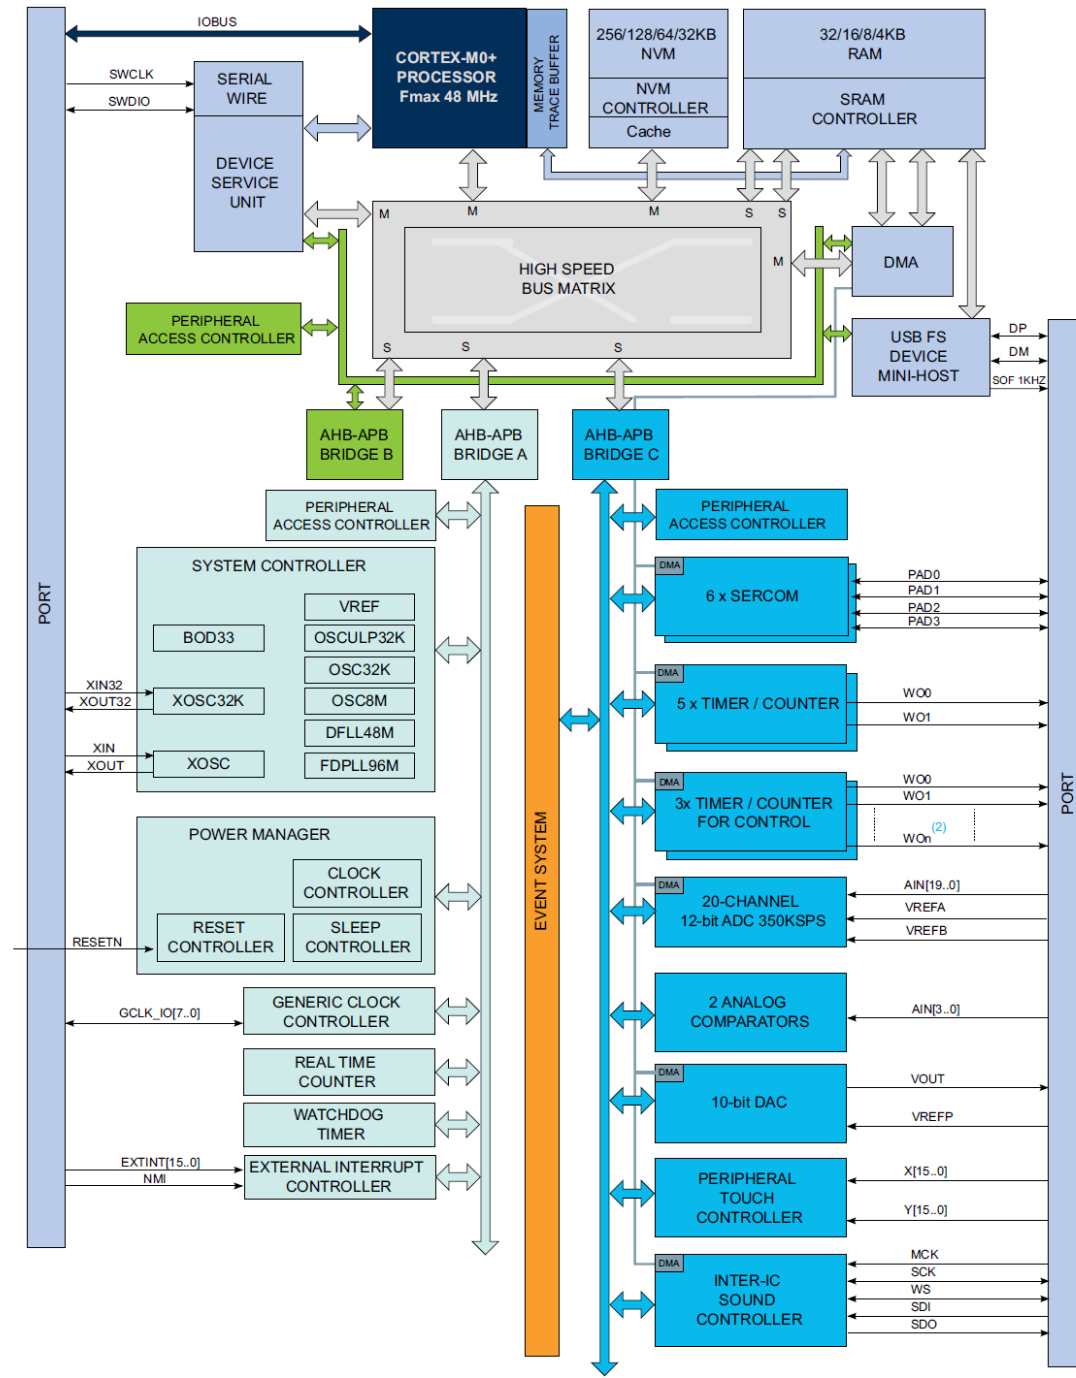 IOBUS
SWCLK
SWDIO
SERIAL
WIRE
DEVICE
SERVICE
UNIT
CORTEX-M0+
PROCESSOR
Fmax 48 MHz
MEMORY
TRACE BUFFER
256/128/64/32KB
NVM
NVM
CONTROLLER
Cache
32/16/8/4KB
RAM
SRAM
CONTROLLER
M
M
M
S
S
M
HIGH SPEED
BUS MATRIX
S
S
S
DMA
PERIPHERAL
ACCESS CONTROLLER
USB FS
DEVICE
MINI-HOST
DP
DM
SOF 1KHZ
AHB-APB
BRIDGE B
AHB-APB
BRIDGE A
AHB-APB
BRIDGE C
PORT
PERIPHERAL
ACCESS CONTROLLER
SYSTEM CONTROLLER
VREF
BOD33
OSCULP32K
OSC32K
XOSC32K
OSC8M
DFLL48M
XOSC
FDPLL96M
XIN32
XOUT32
XIN
XOUT
POWER MANAGER
CLOCK
CONTROLLER
RESET
CONTROLLER
SLEEP
CONTROLLER
RESETN
GCLK_IO[7..0]
GENERIC CLOCK
CONTROLLER
REAL TIME
COUNTER
WATCHDOG
TIMER
EXTINT[15..0]
NMI
EXTERNAL INTERRUPT
CONTROLLER
EVENT SYSTEM
PERIPHERAL
ACCESS CONTROLLER
DMA
6 x SERCOM
PAD0
PAD1
PAD2
PAD3
DMA
5 x TIMER / COUNTER
WO0
WO1
DMA
3x TIMER / COUNTER
FOR CONTROL
WO0
WO1
(2)
WOn
DMA
20-CHANNEL
12-bit ADC 350KSPS
AIN[19..0]
VREFA
VREFB
2 ANALOG
COMPARATORS
AIN[3..0]
DMA
10-bit DAC
VOUT
VREFP
PERIPHERAL
TOUCH
CONTROLLER
X[15..0]
Y[15..0]
DMA
INTER-IC
SOUND
CONTROLLER
MCK
SCK
WS
SDI
SDO
PORT